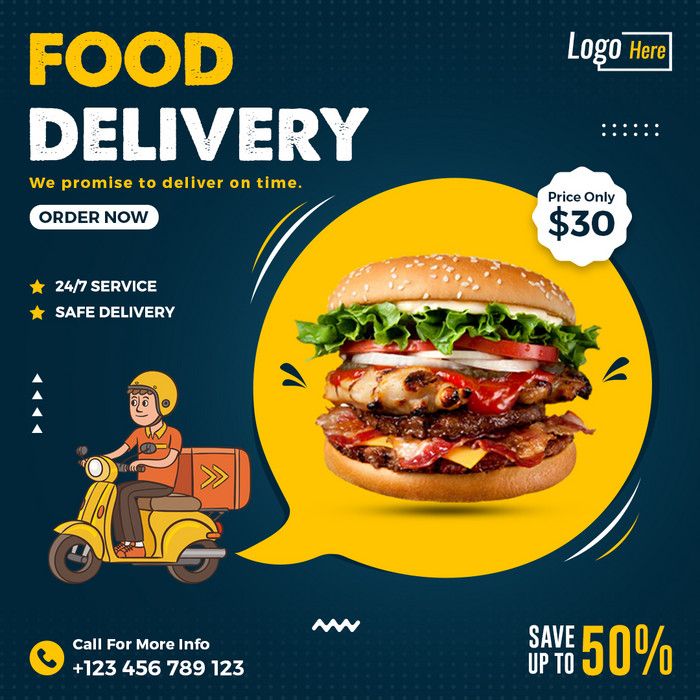 FOOD
DELIVERY
We promise to deliver on time.
ORDER NOW
Logo Here
Price Only
$30
24/7 SERVICE
SAFE DELIVERY
Call For More Info
+123 456 789 123
SAVE
UP TO
50%